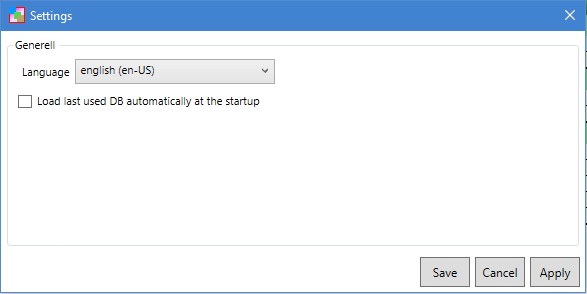 Settings
Generell
Language english (en-US)
Load last used DB automatically at the startup
Save Cancel Apply